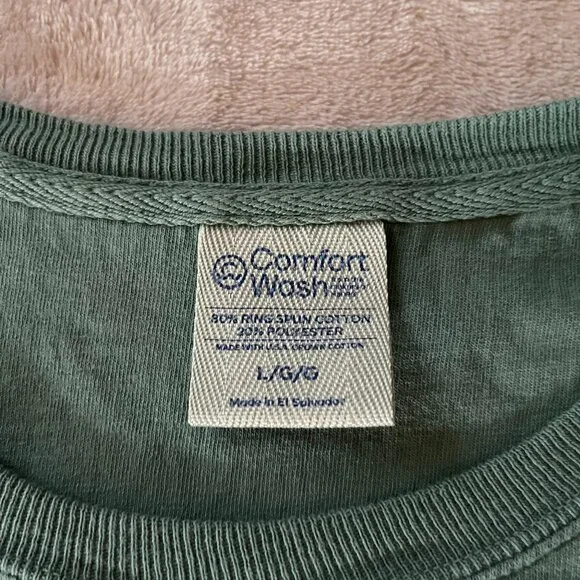 Comfort
Wash
80% RING SPUN COTTON
20% POLYESTER
MADE WITH U.S.A. GROWN COTTON
L/G/G
Made in El Salvador